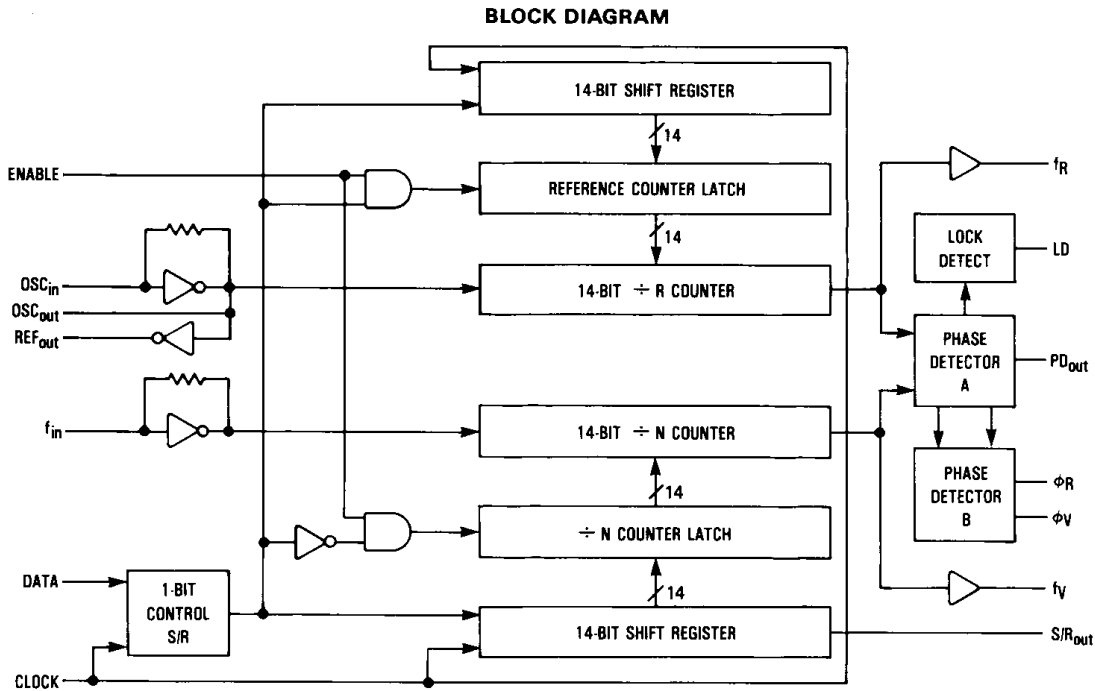 BLOCK DIAGRAM
14-BIT SHIFT REGISTER
14
ENABLE
REFERENCE COUNTER LATCH
fR
14
LOCK
DETECT
LD
OSCin
14-BIT ÷ R COUNTER
OSCout
REFout
PHASE
DETECTOR
A
PDout
fin
14-BIT ÷ N COUNTER
14
PHASE
DETECTOR
B
ϕR
ϕV
÷ N COUNTER LATCH
DATA
1-BIT
CONTROL
S/R
14
fV
14-BIT SHIFT REGISTER
S/Rout
CLOCK